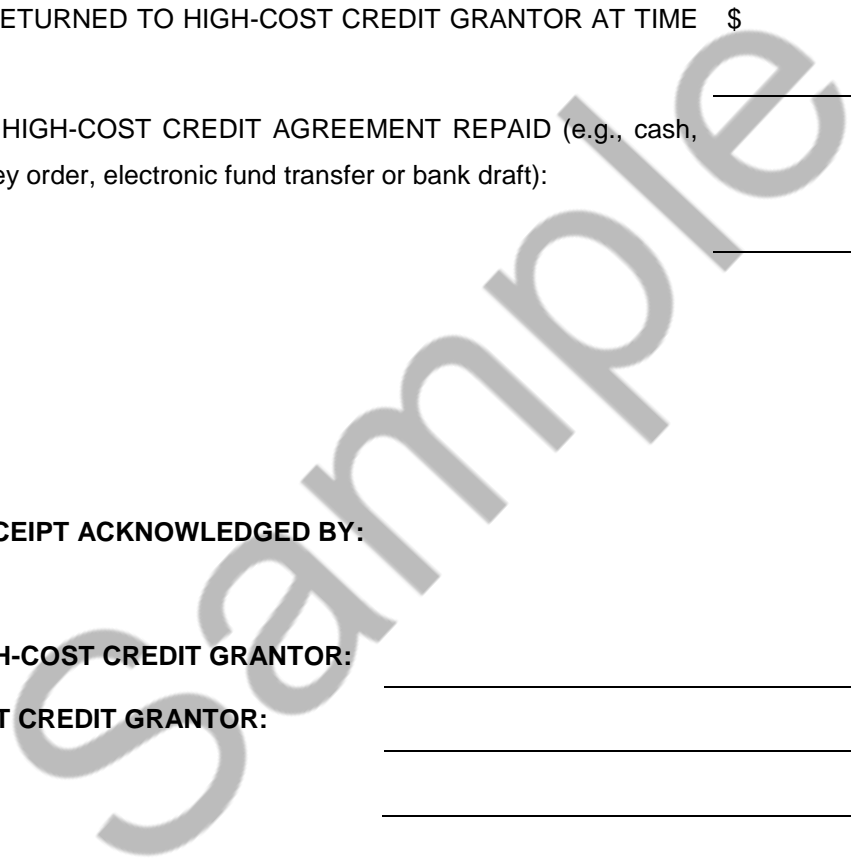 ETURNED TO HIGH-COST CREDIT GRANTOR AT TIME $
HIGH-COST CREDIT AGREEMENT REPAID (e.g., cash,
ey order, electronic fund transfer or bank draft):
CEIPT ACKNOWLEDGED BY:
H-COST CREDIT GRANTOR:
T CREDIT GRANTOR:
Sample